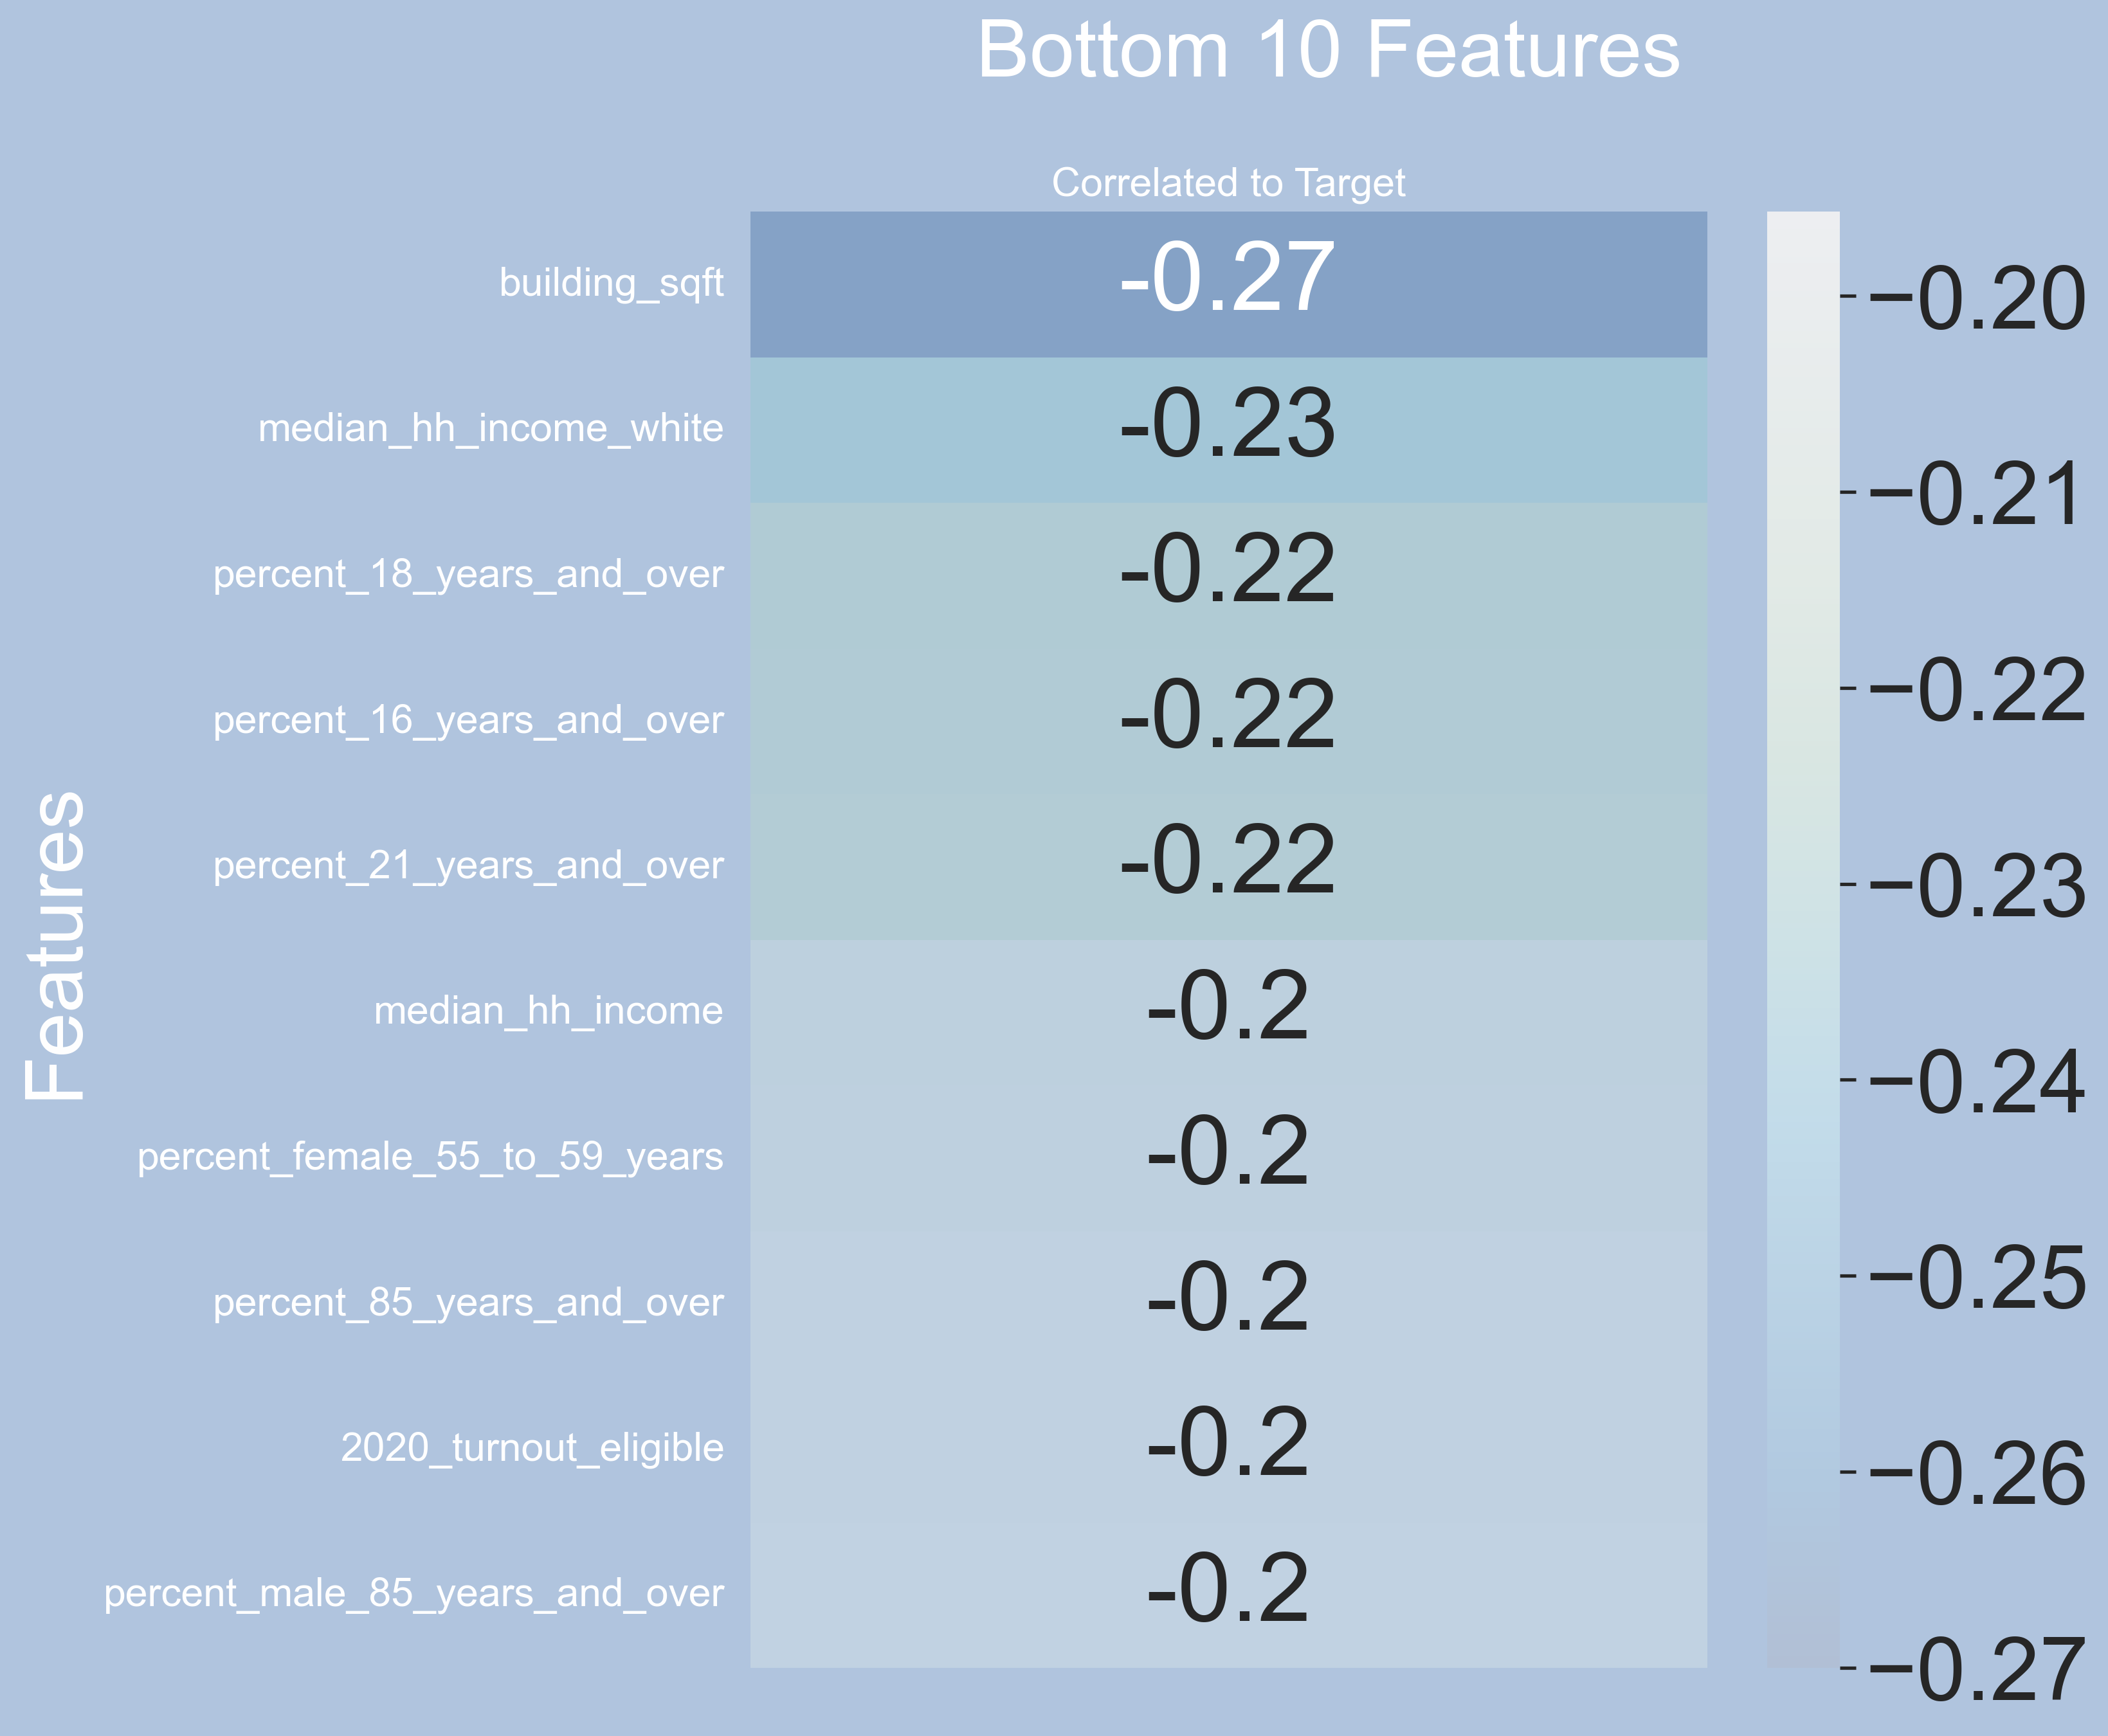 Bottom 10 Features
Correlated to Target
Features
building_sqft
-0.27
median_hh_income_white
-0.23
percent_18_years_and_over
-0.22
percent_16_years_and_over
-0.22
percent_21_years_and_over
-0.22
median_hh_income
-0.2
percent_female_55_to_59_years
-0.2
percent_85_years_and_over
-0.2
2020_turnout_eligible
-0.2
percent_male_85_years_and_over
-0.2
−0.20
−0.21
−0.22
−0.23
−0.24
−0.25
−0.26
−0.27